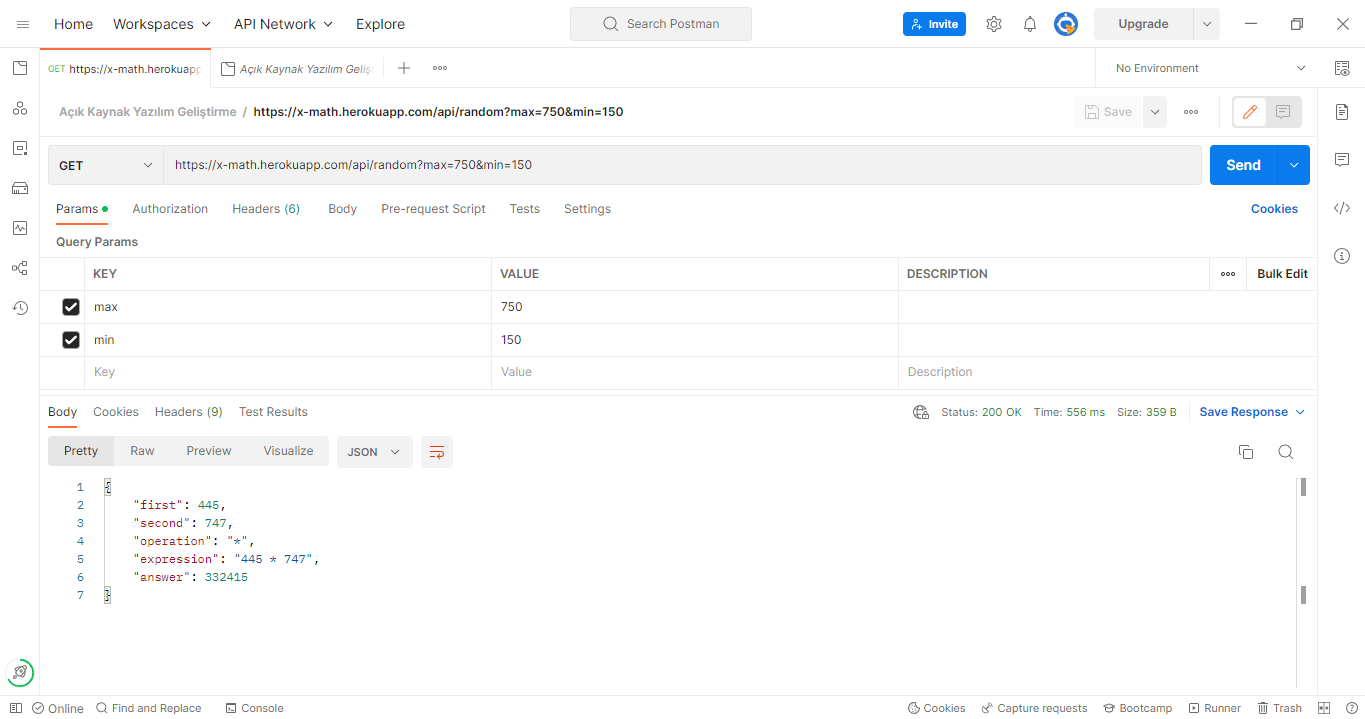 Home Workspaces API Network Explore Search Postman Invite Upgrade
GET https://x-math.herokuapp Açık Kaynak Yazılım Geliş No Environment
Açık Kaynak Yazılım Geliştirme / https://x-math.herokuapp.com/api/random?max=750&min=150 Save
GET https://x-math.herokuapp.com/api/random?max=750&min=150 Send
Params Authorization Headers (6) Body Pre-request Script Tests Settings Cookies
Query Params
KEY VALUE DESCRIPTION Bulk Edit
max 750
min 150
Key Value Description
Body Cookies Headers (9) Test Results Status: 200 OK Time: 556 ms Size: 359 B Save Response
Pretty Raw Preview Visualize JSON
1 {
2 "first": 445,
3 "second": 747,
4 "operation": "*",
5 "expression": "445 * 747",
6 "answer": 332415
7 }
Online Find and Replace Console Cookies Capture requests Bootcamp Runner Trash